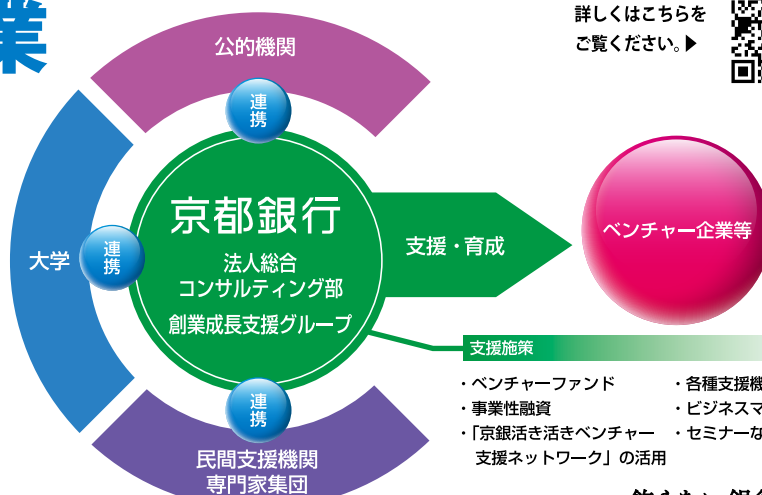 業
詳しくはこちらを
ご覧ください。▶
公的機関
連携
京都銀行
法人総合
コンサルティング部
創業成長支援グループ
大学
連携
支援・育成
ベンチャー企業等
連携
民間支援機関
専門家集団
支援施策
・ベンチャーファンド
・事業性融資
・「京銀活き活きベンチャー
支援ネットワーク」の活用
・各種支援機
・ビジネスマ
・セミナーな